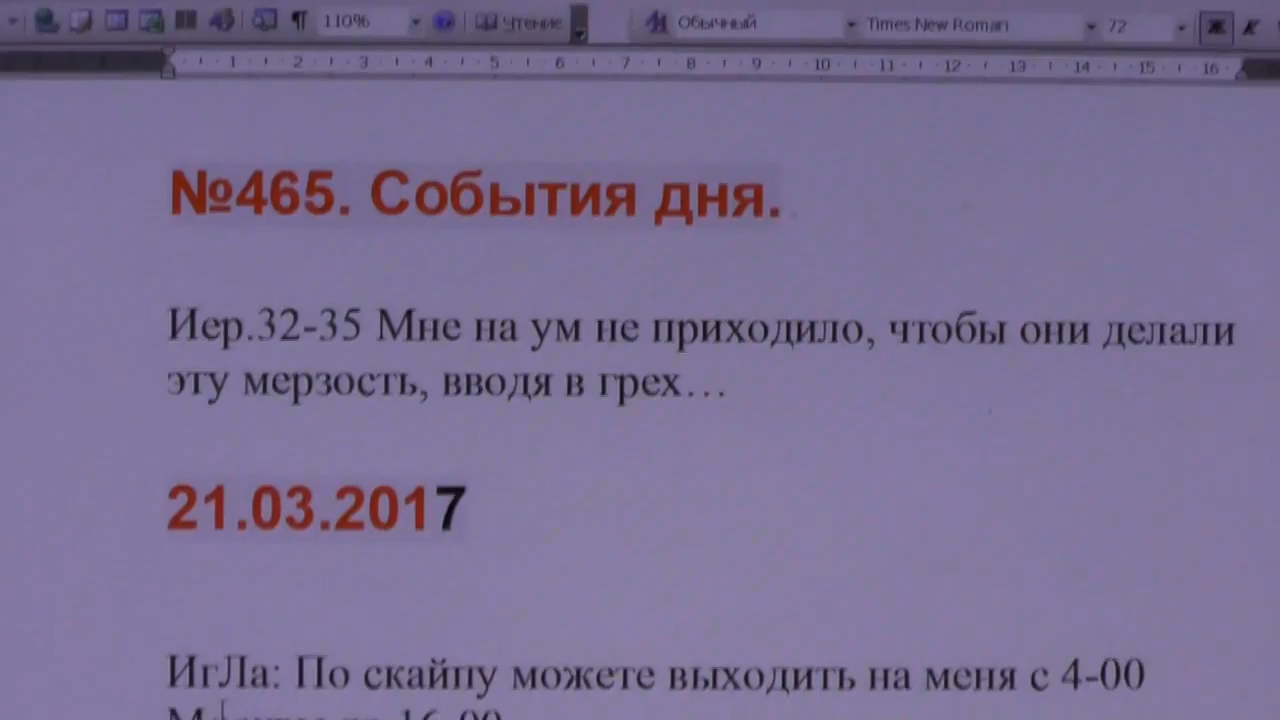 110% Чтение Обычный Times New Roman 72 Ж К
1 2 3 4 5 6 7 8 9 10 11 12 13 14 15 16
№465. События дня.
Иер.32-35 Мне на ум не приходило, чтобы они делали
эту мерзость, вводя в грех…
21.03.2017
ИгЛа: По скайпу можете выходить на меня с 4-00
16-00